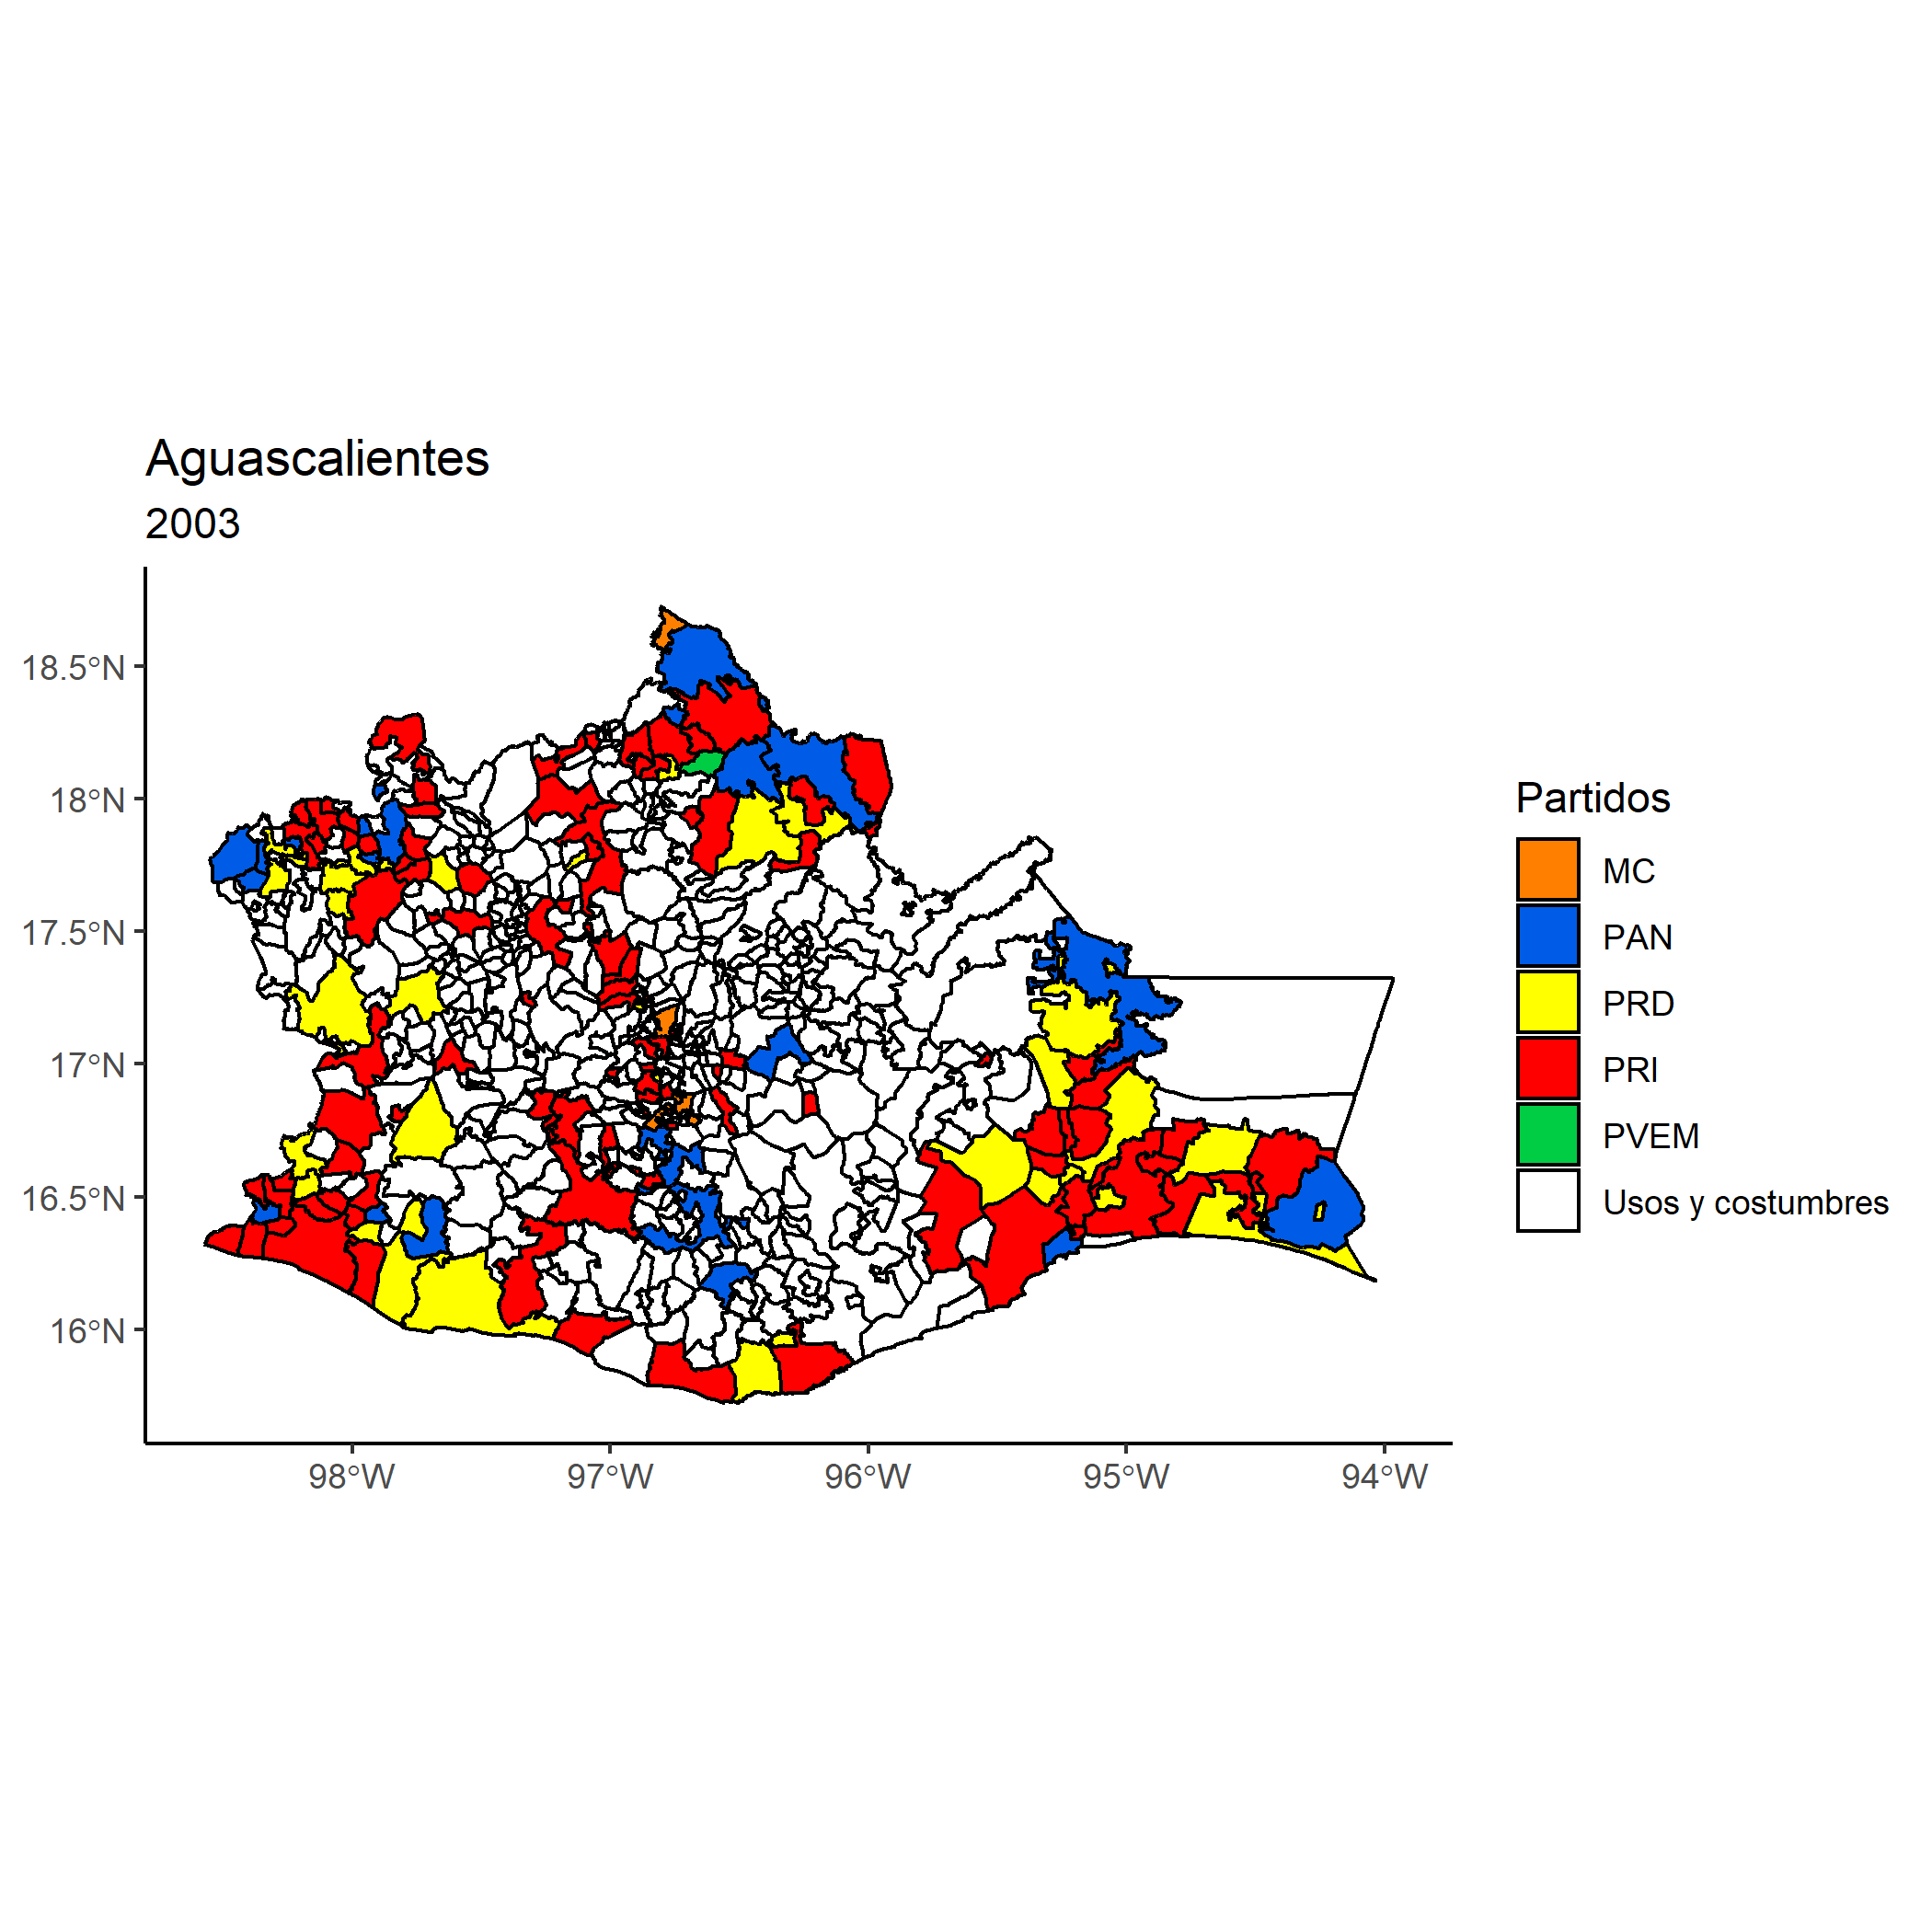 Aguascalientes
2003
18.5°N
18°N
17.5°N
17°N
16.5°N
16°N
98°W
97°W
96°W
95°W
94°W
Partidos
MC
PAN
PRD
PRI
PVEM
Usos y costumbres